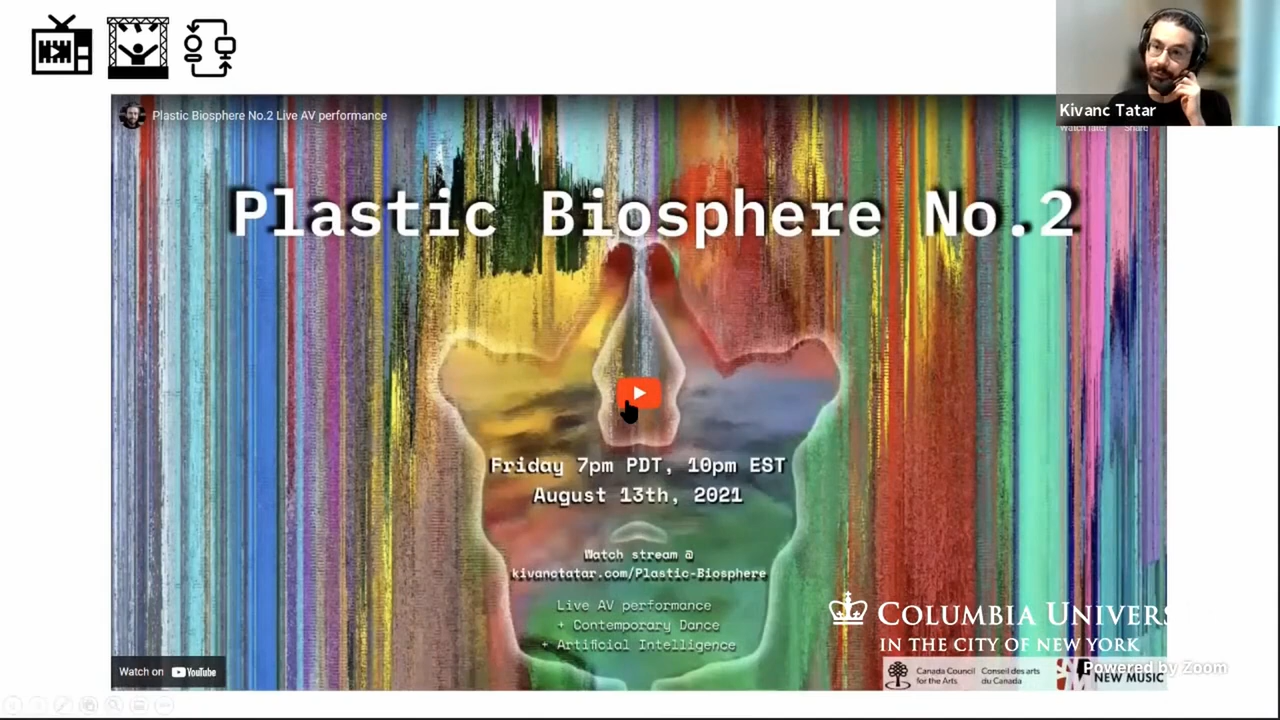 Kivanc Tatar
Plastic Biosphere No.2 Live AV performance
Watch later
Share
Plastic Biosphere No.2
Friday 7pm PDT, 10pm EST
August 13th, 2021
Watch stream @
kivanctatar.com/Plastic-Biosphere
Live AV performance
+ Contemporary Dance
+ Artificial Intelligence
COLUMBIA UNIVERS
IN THE CITY OF NEW YORK
Watch on YouTube
Powered by Zoom
Canada Council
for the Arts
Conseil des arts
du Canada
NEW MUSIC